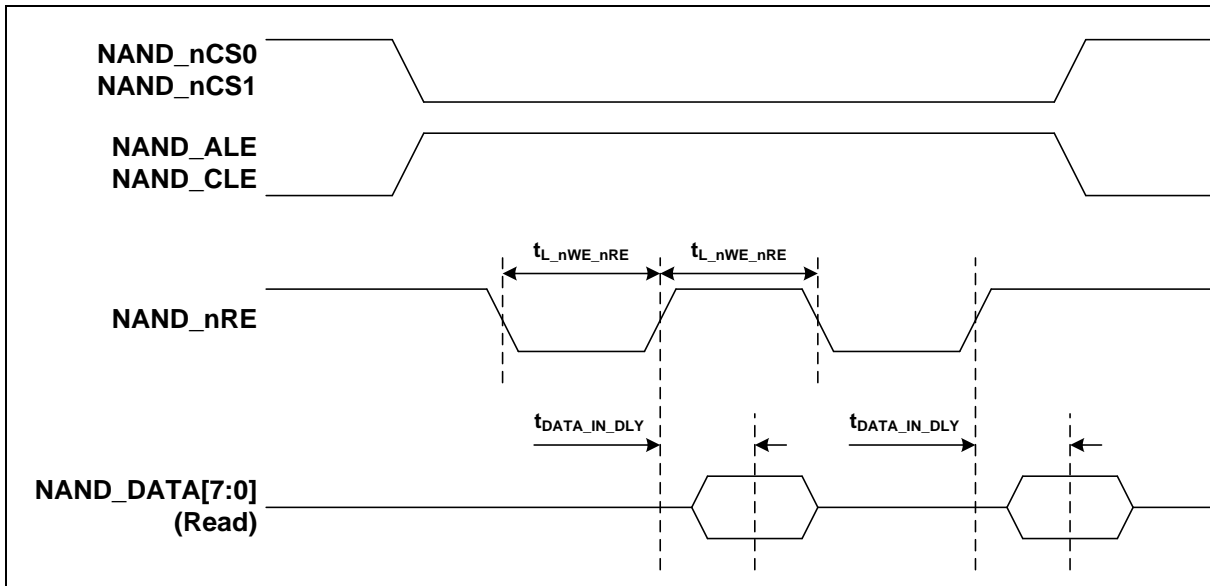 NAND_nCS0
NAND_nCS1
NAND_ALE
NAND_CLE
tL_nWE_nRE tL_nWE_nRE
NAND_nRE
tDATA_IN_DLY tDATA_IN_DLY
NAND_DATA[7:0]
(Read)